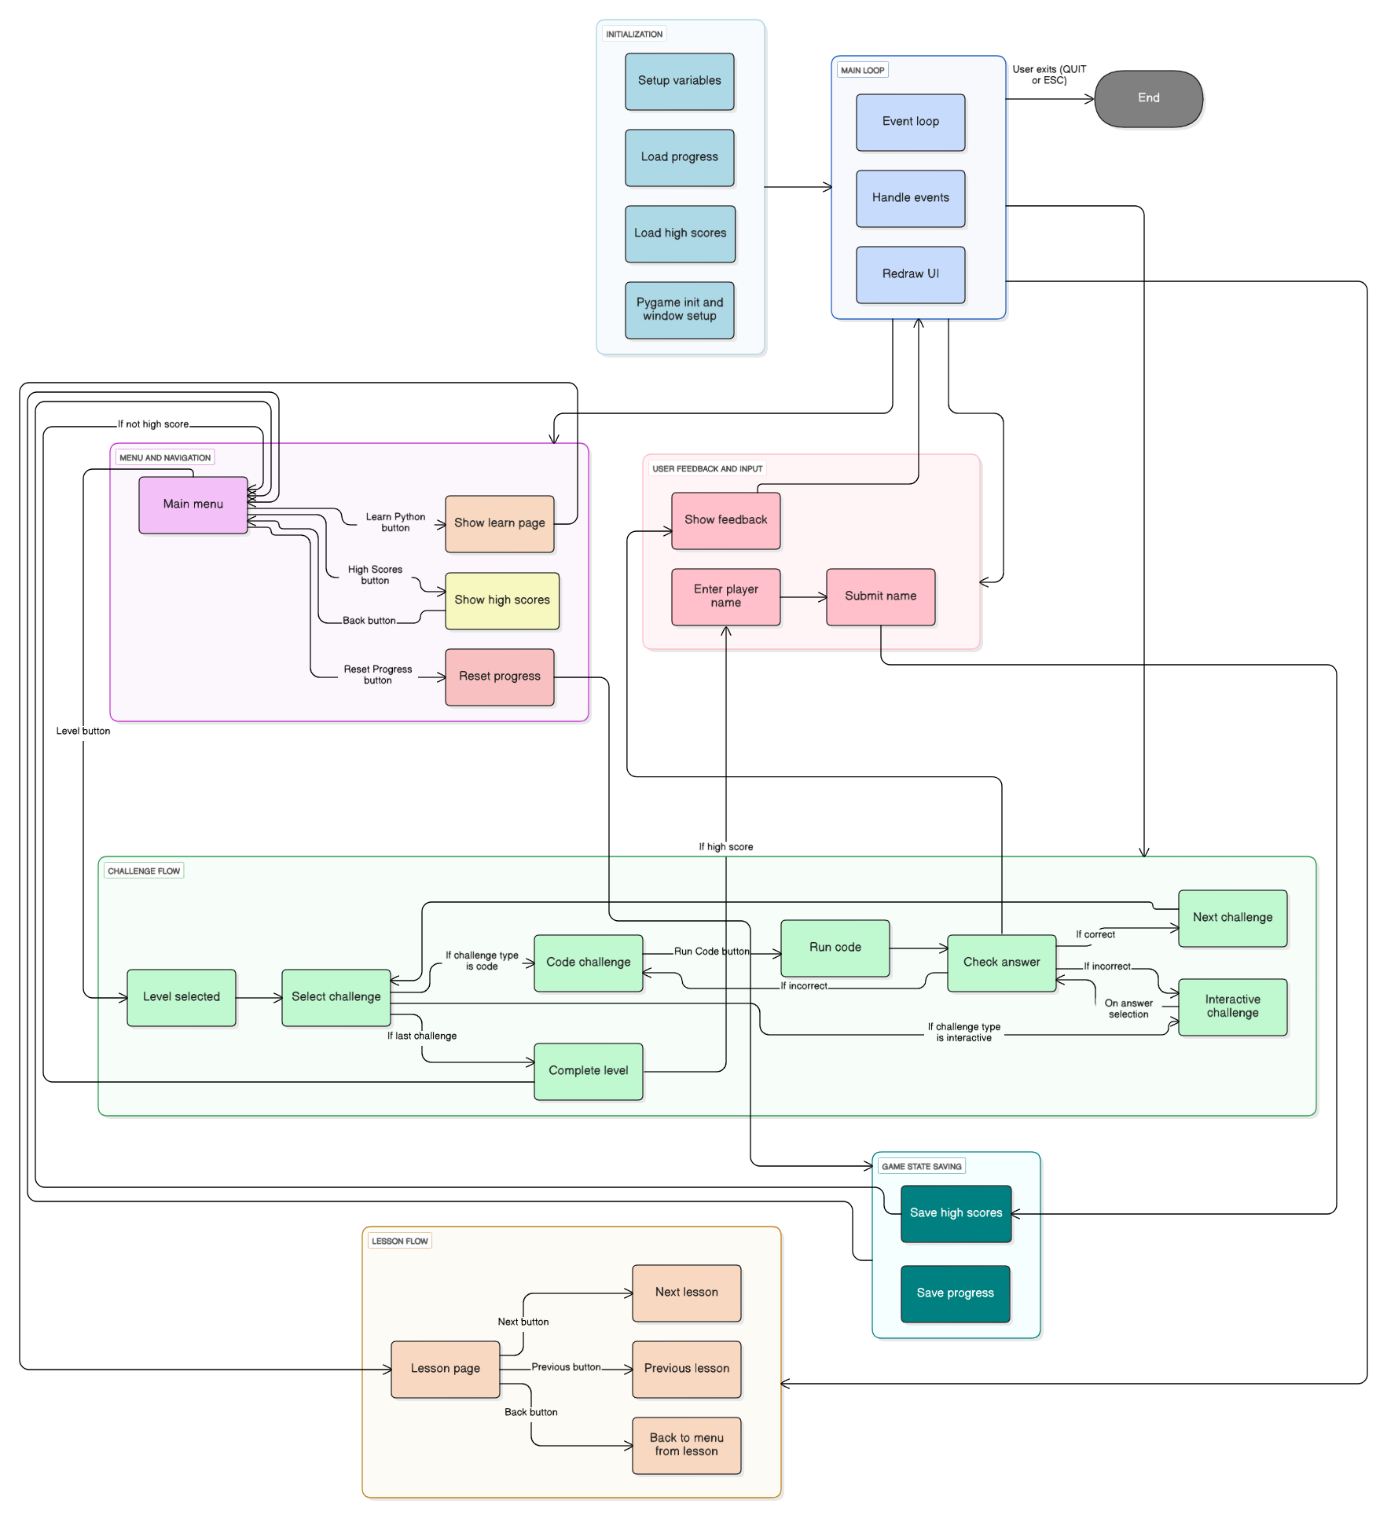 INITIALIZATION
Setup variables
Load progress
Load high scores
Pygame init and
window setup
MAIN LOOP
Event loop
Handle events
Redraw UI
User exits (QUIT
or ESC)
End
If not high score
MENU AND NAVIGATION
Main menu
Learn Python
button
Show learn page
High Scores
button
Show high scores
Back button
Reset Progress
button
Reset progress
Level button
USER FEEDBACK AND INPUT
Show feedback
Enter player
name
Submit name
If high score
CHALLENGE FLOW
Level selected
Select challenge
If challenge type
is code
Code challenge
Run Code button
Run code
Check answer
If correct
Next challenge
If incorrect
If incorrect
On answer
selection
Interactive
challenge
If challenge type
is interactive
If last challenge
Complete level
GAME STATE SAVING
Save high scores
Save progress
LESSON FLOW
Lesson page
Next button
Next lesson
Previous button
Previous lesson
Back button
Back to menu
from lesson